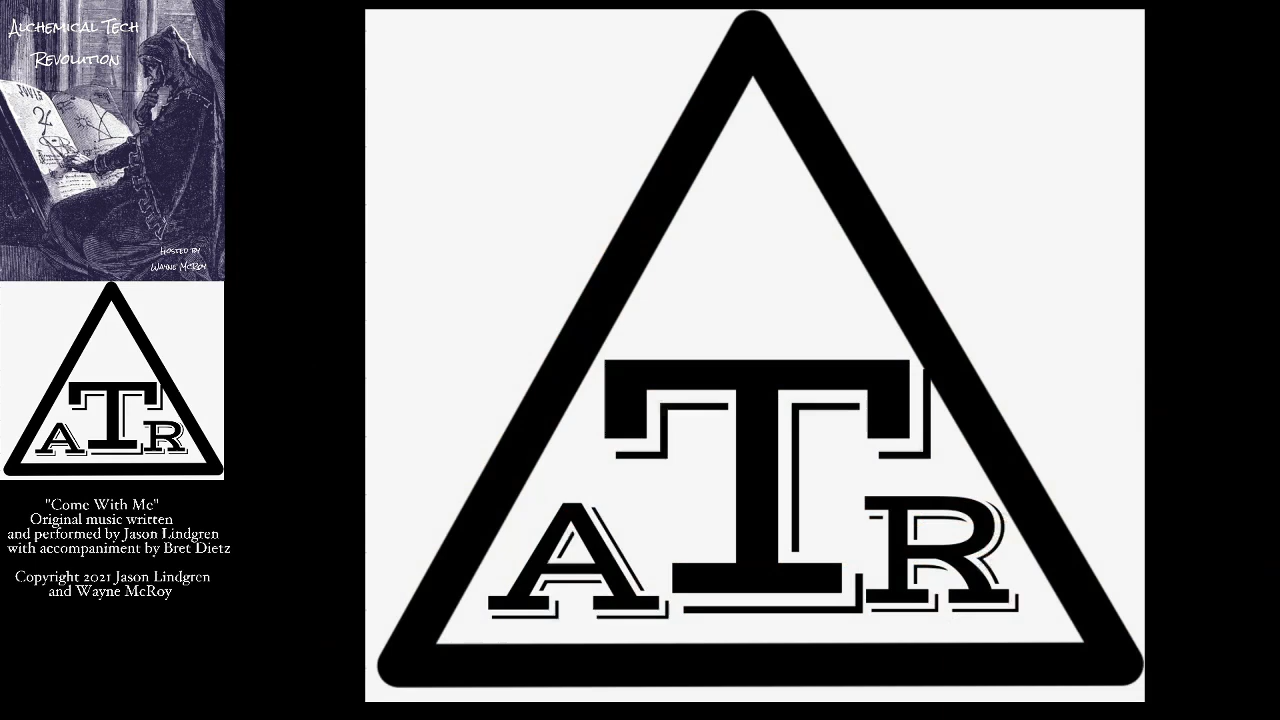 Alchemical Tech
Revolution
Hosted by
Wayne McRoy
ATR
"Come With Me"
Original music written
and performed by Jason Lindgren
with accompaniment by Bret Dietz
Copyright 2021 Jason Lindgren
and Wayne McRoy
ATR